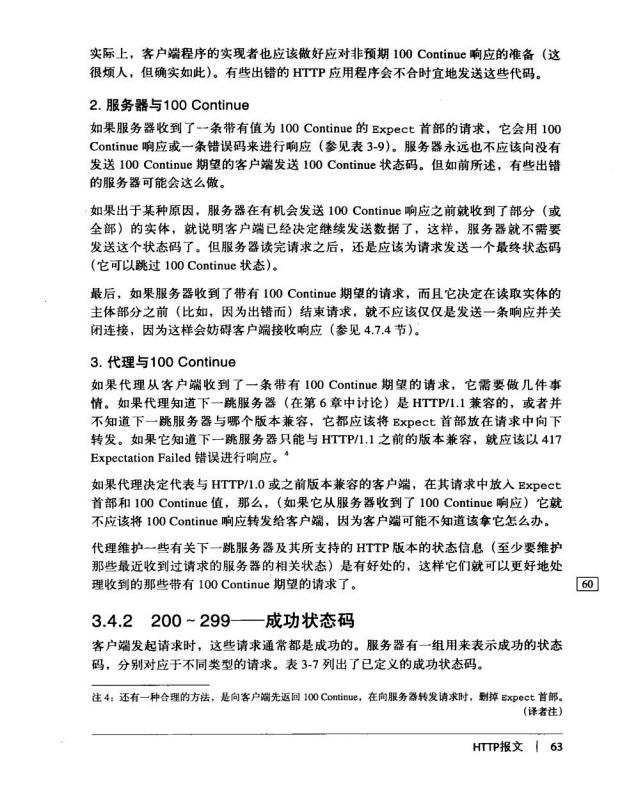 实际上，客户端程序的实现者也应该做好应对非预期 100 Continue 响应的准备（这
很烦人，但确实如此）。有些出错的 HTTP 应用程序会不合时宜地发送这些代码。
2. 服务器与100 Continue
如果服务器收到了一条带有值为 100 Continue 的 Expect 首部的请求，它会用 100
Continue 响应或一条错误码来进行响应（参见表 3-9）。服务器永远也不应该向没有
发送 100 Continue 期望的客户端发送 100 Continue 状态码。但如前所述，有些出错
的服务器可能会这么做。
如果出于某种原因，服务器在有机会发送 100 Continue 响应之前就收到了部分（或
全部）的实体，就说明客户端已经决定继续发送数据了，这样，服务器就不需要
发送这个状态码了。但服务器读完请求之后，还是应该为请求发送一个最终状态码
（它可以跳过 100 Continue 状态）。
最后，如果服务器收到了带有 100 Continue 期望的请求，而且它决定在读取实体的
主体部分之前（比如，因为出错而）结束请求，就不应该仅仅是发送一条响应并关
闭连接，因为这样会妨碍客户端接收响应（参见 4.7.4 节）。
3. 代理与100 Continue
如果代理从客户端收到了一条带有 100 Continue 期望的请求，它需要做几件事
情。如果代理知道下一跳服务器（在第 6 章中讨论）是 HTTP/1.1 兼容的，或者并
不知道下一跳服务器与哪个版本兼容，它都应该将 Expect 首部放在请求中向下
转发。如果它知道下一跳服务器只能与 HTTP/1.1 之前的版本兼容，就应该以 417
Expectation Failed 错误进行响应。4
如果代理决定代表与 HTTP/1.0 或之前版本兼容的客户端，在其请求中放入 Expect
首部和 100 Continue 值，那么，（如果它从服务器收到了 100 Continue 响应）它就
不应该将 100 Continue 响应转发给客户端，因为客户端可能不知道该拿它怎么办。
代理维护一些有关下一跳服务器及其所支持的 HTTP 版本的状态信息（至少要维护
那些最近收到过请求的服务器的相关状态）是有好处的，这样它们就可以更好地处
理收到的那些带有 100 Continue 期望的请求了。
60
3.4.2 200 ~ 299——成功状态码
客户端发起请求时，这些请求通常都是成功的。服务器有一组用来表示成功的状态
码，分别对应于不同类型的请求。表 3-7 列出了已定义的成功状态码。
注 4：还有一种合理的方法，是向客户端先返回 100 Continue，在向服务器转发请求时，删掉 Expect 首部。
（译者注）
HTTP报文 | 63